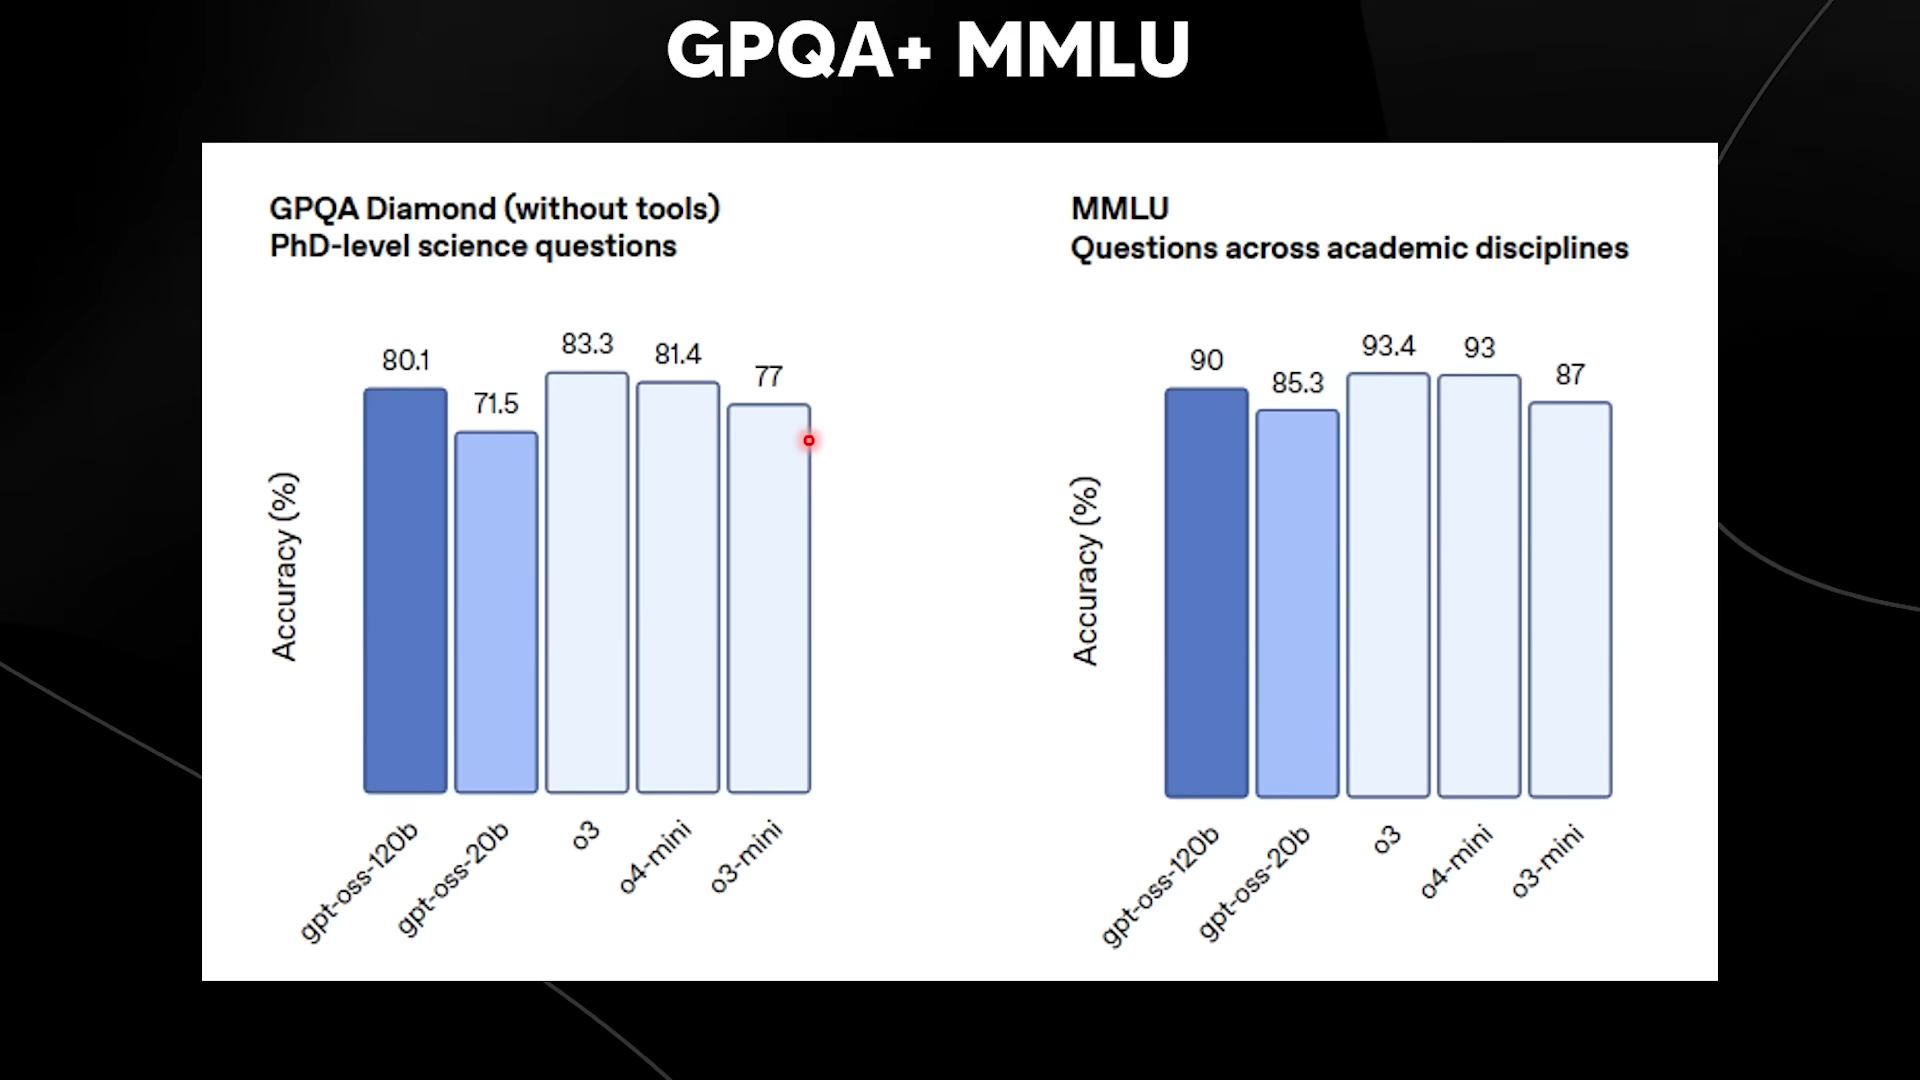 GPQA+ MMLU
GPQA Diamond (without tools)
PhD-level science questions
Accuracy (%)
80.1
71.5
83.3
81.4
77
gpt-oss-120b
gpt-oss-20b
o3
o4-mini
o3-mini
MMLU
Questions across academic disciplines
Accuracy (%)
90
85.3
93.4
93
87
gpt-oss-120b
gpt-oss-20b
o3
o4-mini
o3-mini